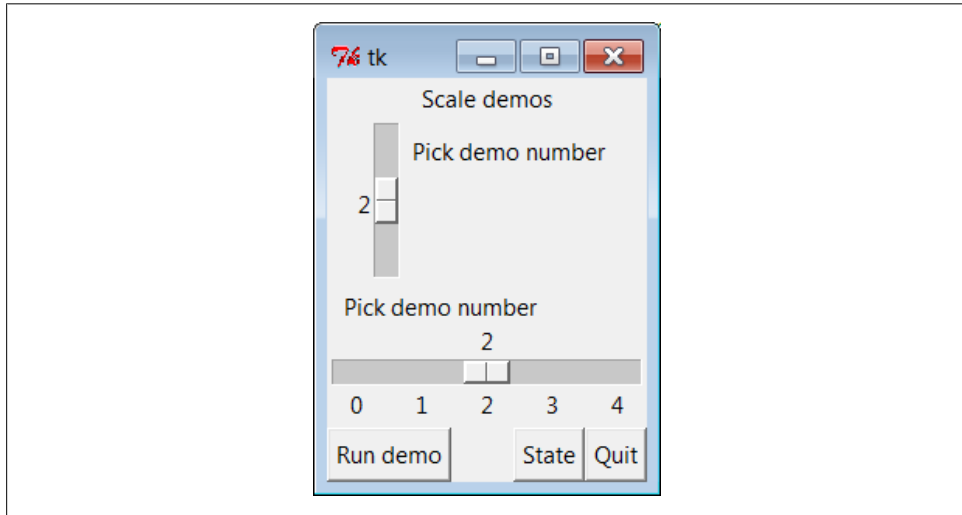 tk
Scale demos
Pick demo number
2
Pick demo number
2
0 1 2 3 4
Run demo State Quit